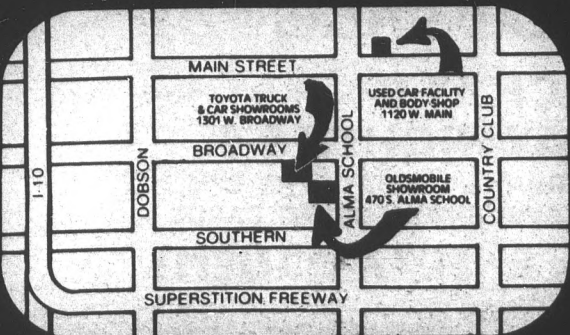 MAIN STREET
TOYOTA TRUCK
& CAR SHOWROOMS
1301 W. BROADWAY
USED CAR FACILITY
AND BODY SHOP
1120 W. MAIN
BROADWAY
I-10
DOBSON
ALMA SCHOOL
COUNTRY CLUB
OLDSMOBILE
SHOWROOM
470 S. ALMA SCHOOL
SOUTHERN
SUPERSTITION FREEWAY